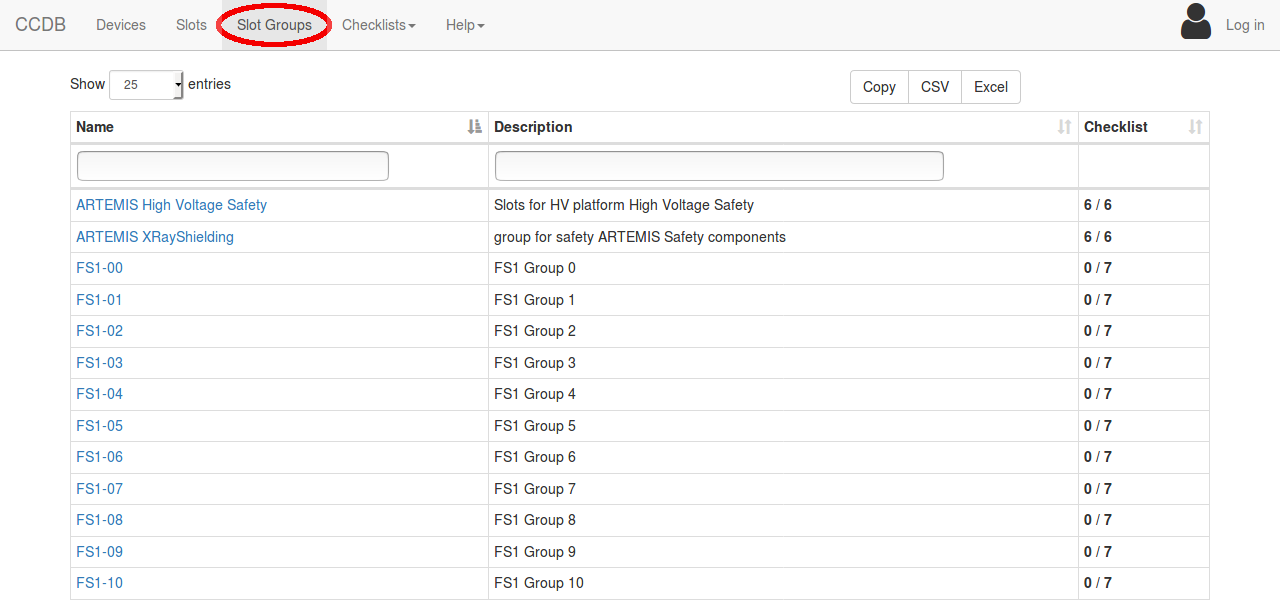 CCDB Devices Slots Slot Groups Checklists Help Log in
Show 25 entries Copy CSV Excel
Name Description Checklist
ARTEMIS High Voltage Safety Slots for HV platform High Voltage Safety 6 / 6
ARTEMIS XRayShielding group for safety ARTEMIS Safety components 6 / 6
FS1-00 FS1 Group 0 0 / 7
FS1-01 FS1 Group 1 0 / 7
FS1-02 FS1 Group 2 0 / 7
FS1-03 FS1 Group 3 0 / 7
FS1-04 FS1 Group 4 0 / 7
FS1-05 FS1 Group 5 0 / 7
FS1-06 FS1 Group 6 0 / 7
FS1-07 FS1 Group 7 0 / 7
FS1-08 FS1 Group 8 0 / 7
FS1-09 FS1 Group 9 0 / 7
FS1-10 FS1 Group 10 0 / 7